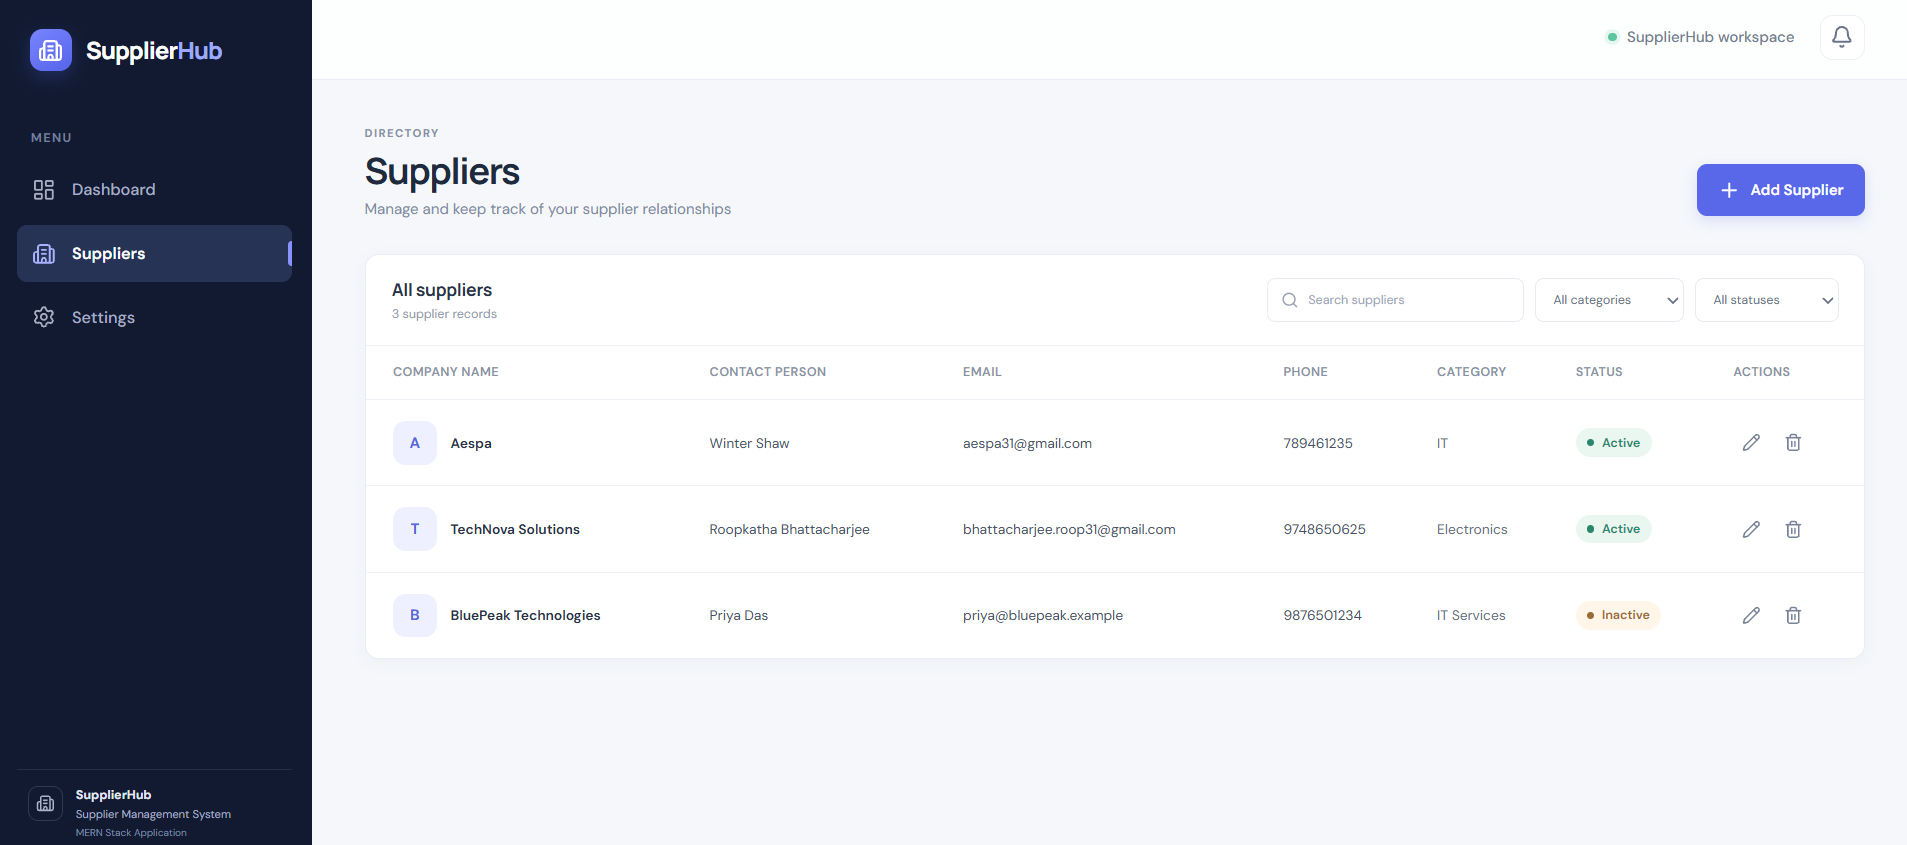 SupplierHub
MENU
Dashboard
Suppliers
Settings
SupplierHub
Supplier Management System
MERN Stack Application
SupplierHub workspace
DIRECTORY
Suppliers
Manage and keep track of your supplier relationships
Add Supplier
All suppliers
3 supplier records
Search suppliers
All categories
All statuses
COMPANY NAME CONTACT PERSON EMAIL PHONE CATEGORY STATUS ACTIONS
A Aespa Winter Shaw aespa31@gmail.com 789461235 IT Active
T TechNova Solutions Roopkatha Bhattacharjee bhattacharjee.roop31@gmail.com 9748650625 Electronics Active
B BluePeak Technologies Priya Das priya@bluepeak.example 9876501234 IT Services Inactive